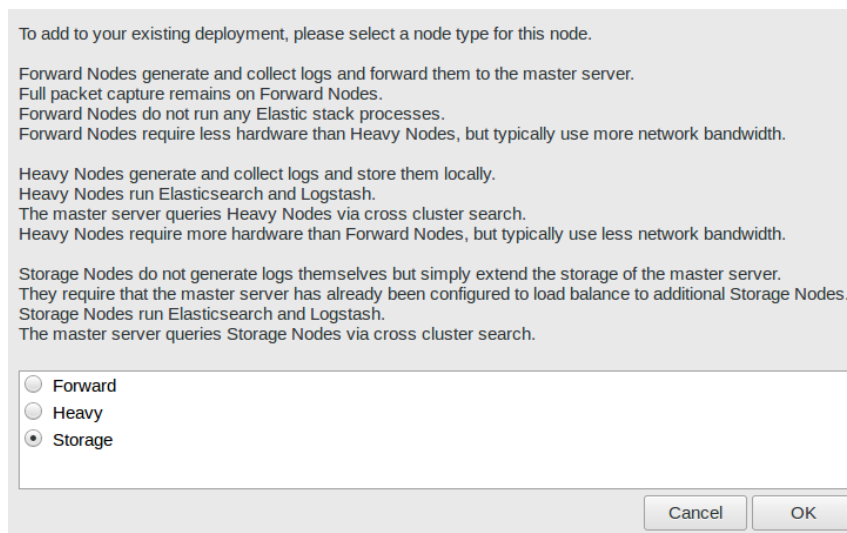 To add to your existing deployment, please select a node type for this node.
Forward Nodes generate and collect logs and forward them to the master server.
Full packet capture remains on Forward Nodes.
Forward Nodes do not run any Elastic stack processes.
Forward Nodes require less hardware than Heavy Nodes, but typically use more network bandwidth.
Heavy Nodes generate and collect logs and store them locally.
Heavy Nodes run Elasticsearch and Logstash.
The master server queries Heavy Nodes via cross cluster search.
Heavy Nodes require more hardware than Forward Nodes, but typically use less network bandwidth.
Storage Nodes do not generate logs themselves but simply extend the storage of the master server.
They require that the master server has already been configured to load balance to additional Storage Nodes.
Storage Nodes run Elasticsearch and Logstash.
The master server queries Storage Nodes via cross cluster search.
Forward
Heavy
Storage
Cancel OK